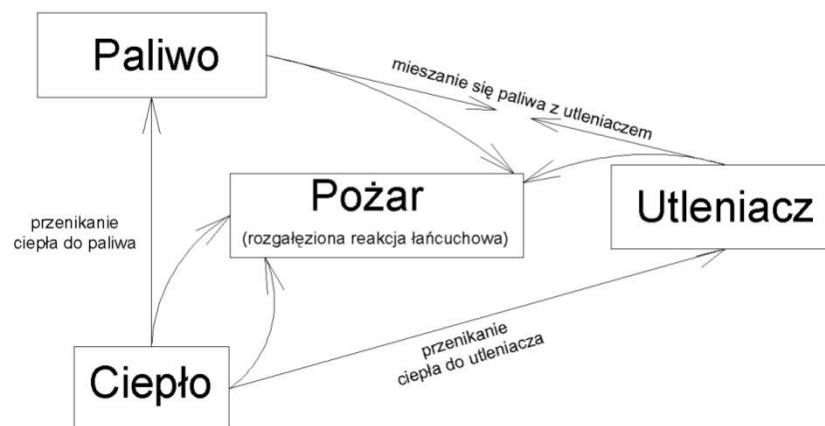 Paliwo
mieszanie się paliwa z utleniaczem
Pożar
(rozgałęziona reakcja łańcuchowa)
Utleniacz
przenikanie
ciepła do paliwa
przenikanie
ciepła do utleniacza
Ciepło